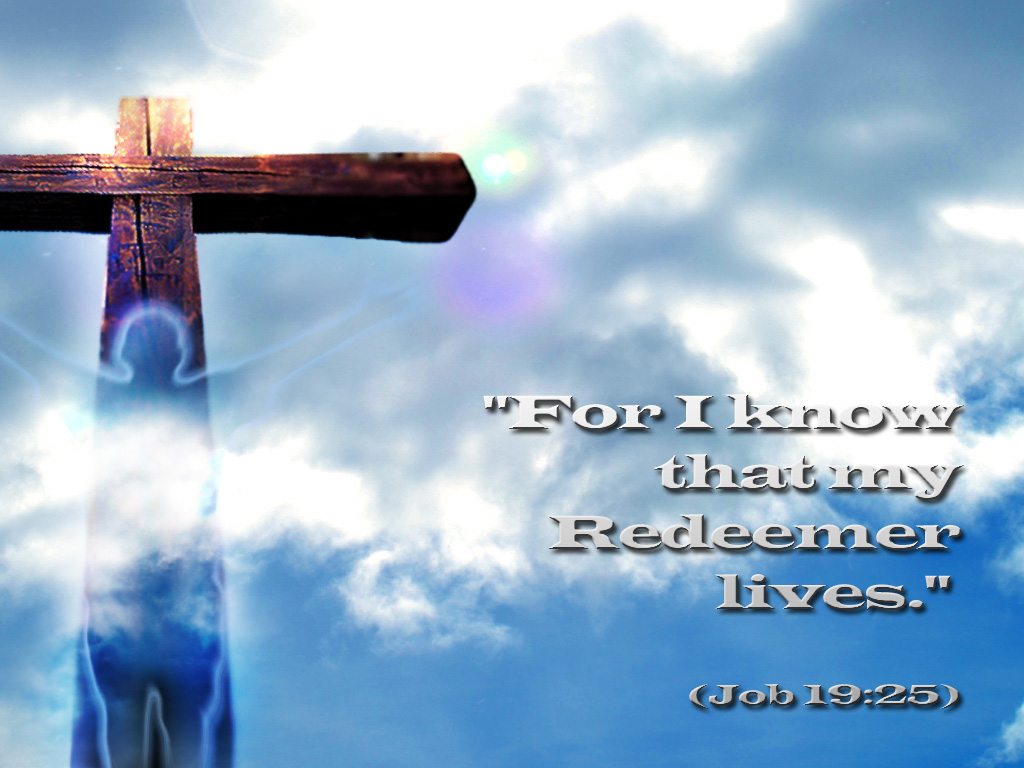 "For I know
that my
Redeemer
lives."
(Job 19:25)